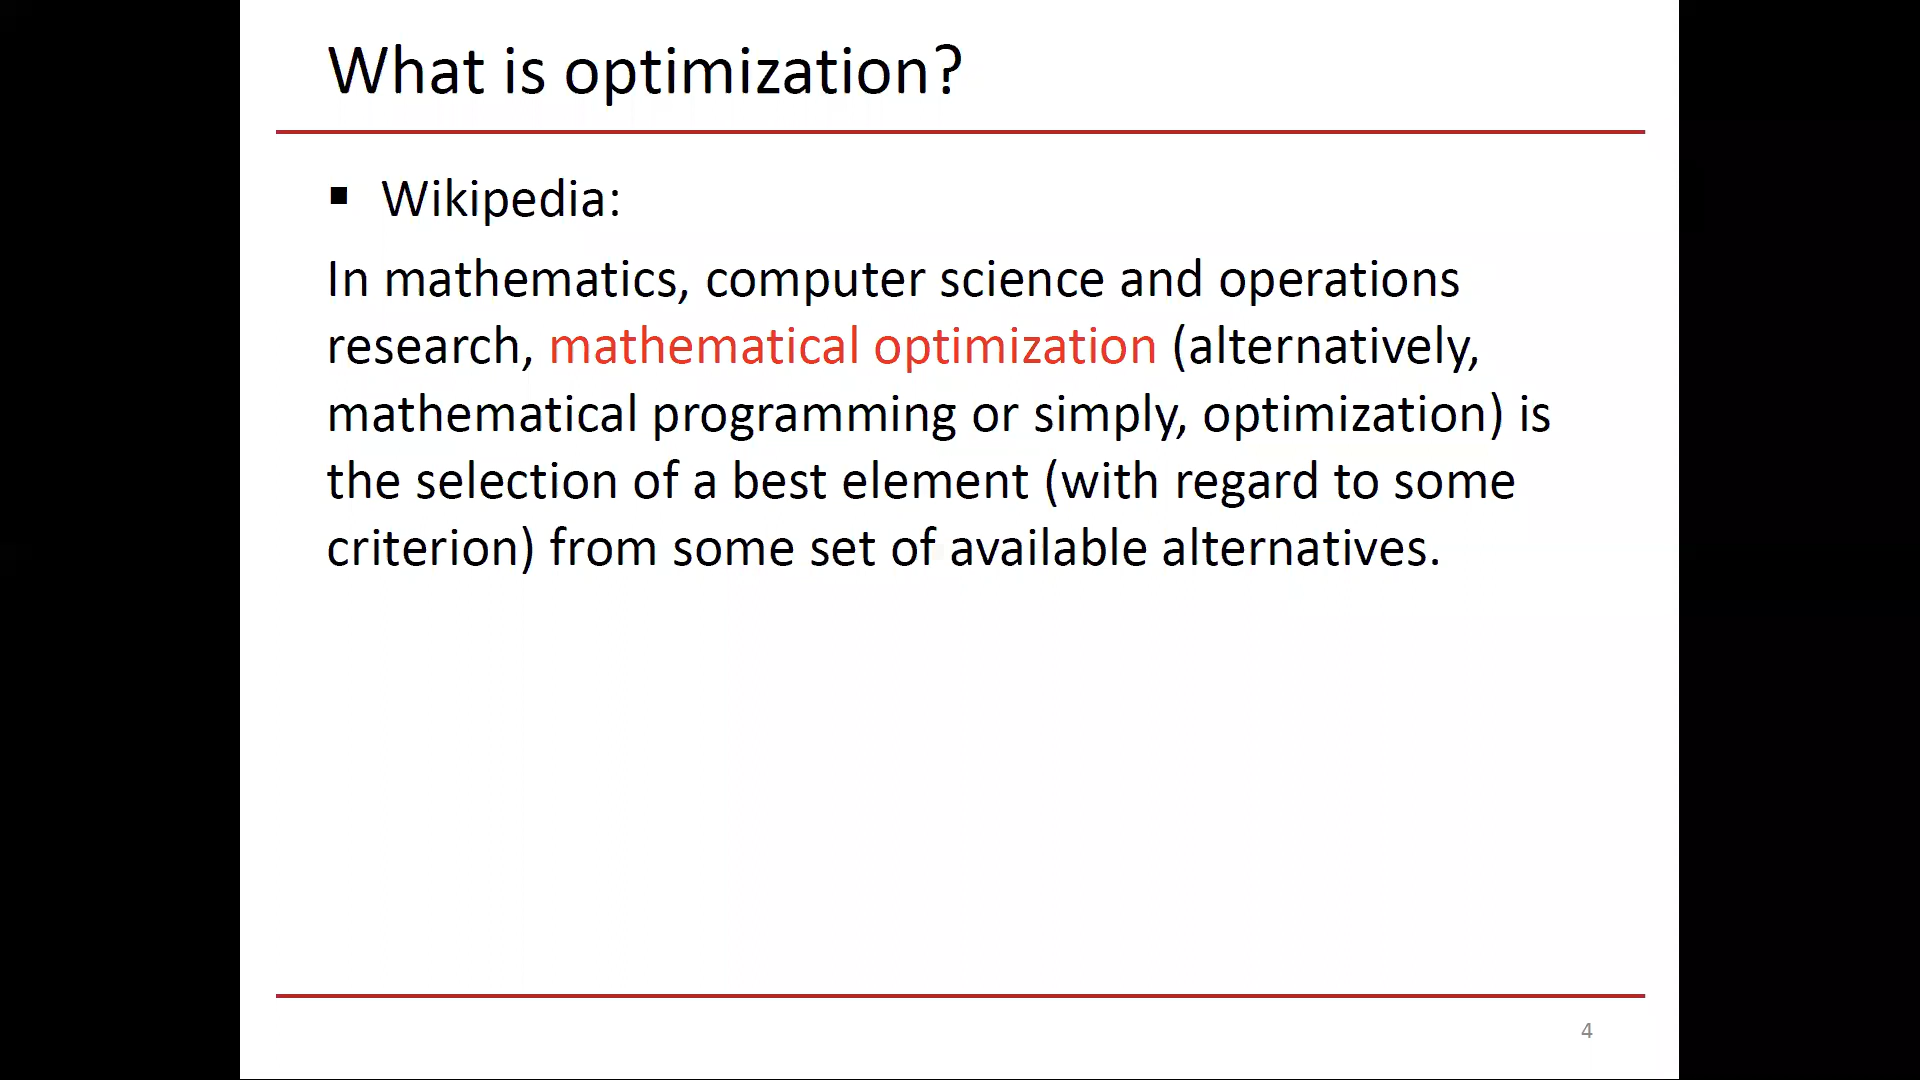 What is optimization?
▪ Wikipedia:
In mathematics, computer science and operations
research, mathematical optimization (alternatively,
mathematical programming or simply, optimization) is
the selection of a best element (with regard to some
criterion) from some set of available alternatives.
4